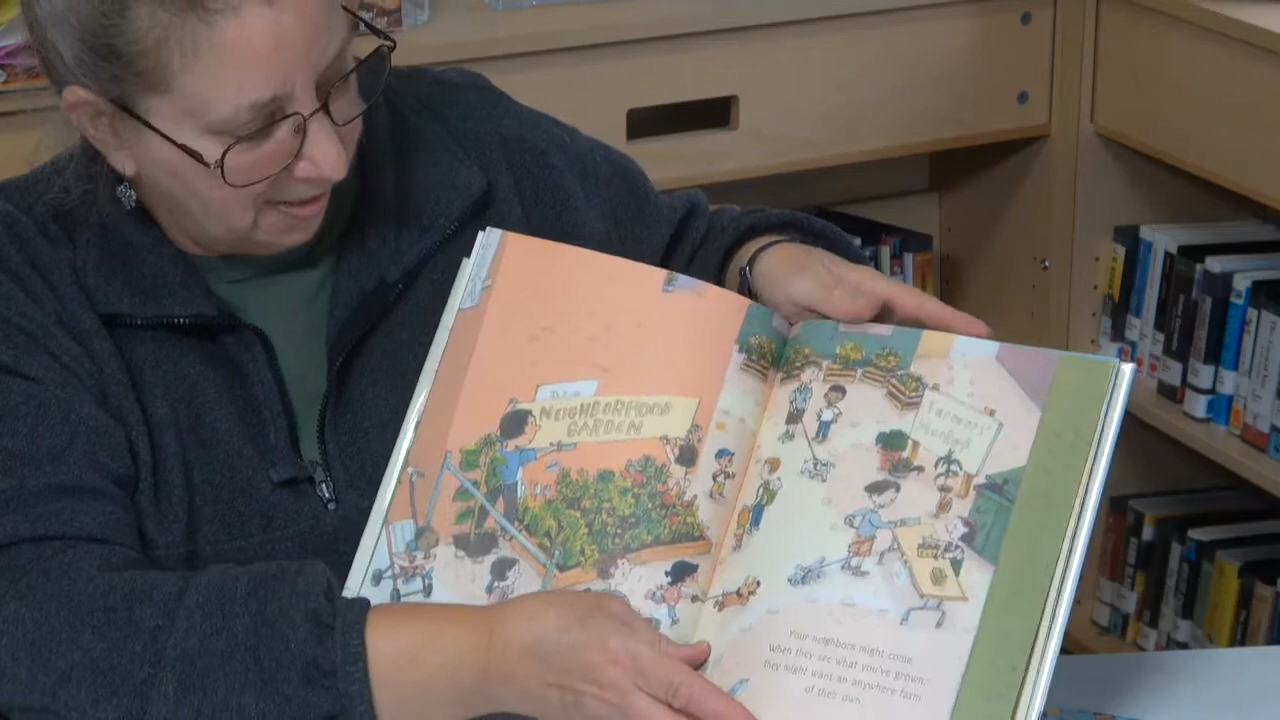 NEIGHBORHOOD
GARDEN
Farmers'
Market
Your neighbors might come.
When they see what you've grown,
they might want an anywhere farm
of their own.